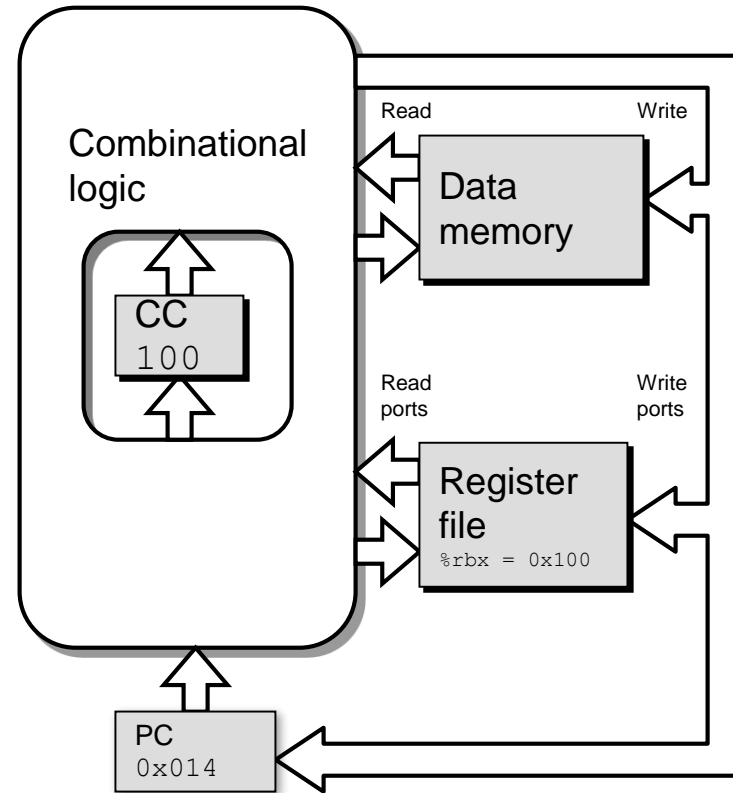 Read
Write
Combinational
logic
Data
memory
CC
100
Read
ports
Write
ports
Register
file
%rbx = 0x100
PC
0x014